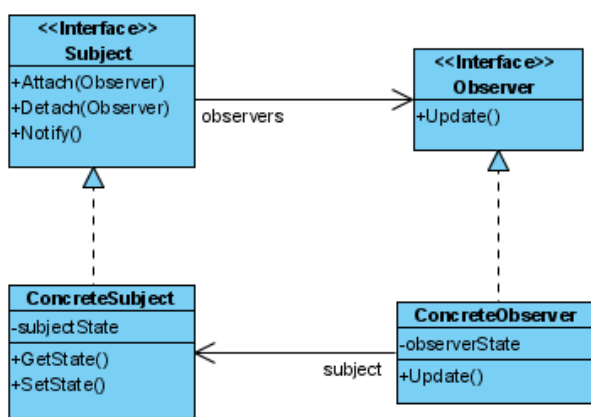 <<Interface>>
Subject
+Attach(Observer)
+Detach(Observer)
+Notify()
observers
<<Interface>>
Observer
+Update()
ConcreteSubject
-subjectState
+GetState()
+SetState()
subject
ConcreteObserver
-observerState
+Update()